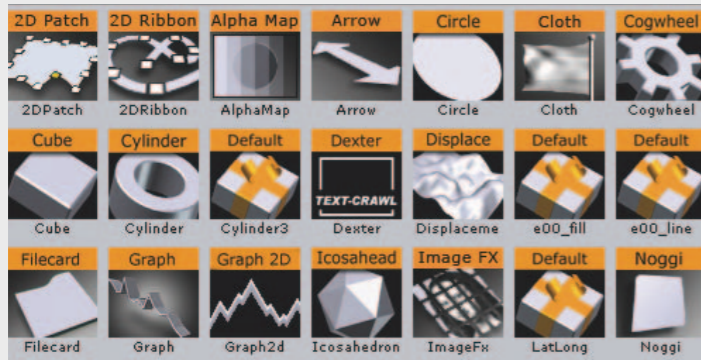 2D Patch 2D Ribbon Alpha Map Arrow Circle Cloth Cogwheel
2DPatch 2DRibbon AlphaMap Arrow Circle Cloth Cogwheel
Cube Cylinder Default Dexter Displace Default Default
TEXT-CRAWL
Cube Cylinder Cylinder3 Dexter Displaceme e00_fill e00_line
Filecard Graph Graph 2D Icosahead Image FX Default Noggi
Filecard Graph Graph2d Icosahedron ImageFx LatLong Noggi